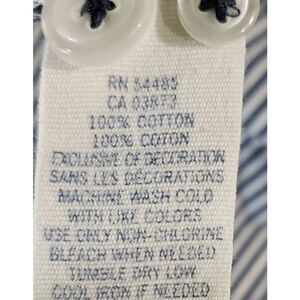 RN 54485
CA 03873
100% COTTON
100% COTON
EXCLUSIVE OF DECORATION
SANS LES DÉCORATIONS
MACHINE WASH COLD
WITH LIKE COLORS
USE ONLY NON-CHLORINE
BLEACH WHEN NEEDED
TUMBLE DRY LOW
COOL IRON IF NEEDED